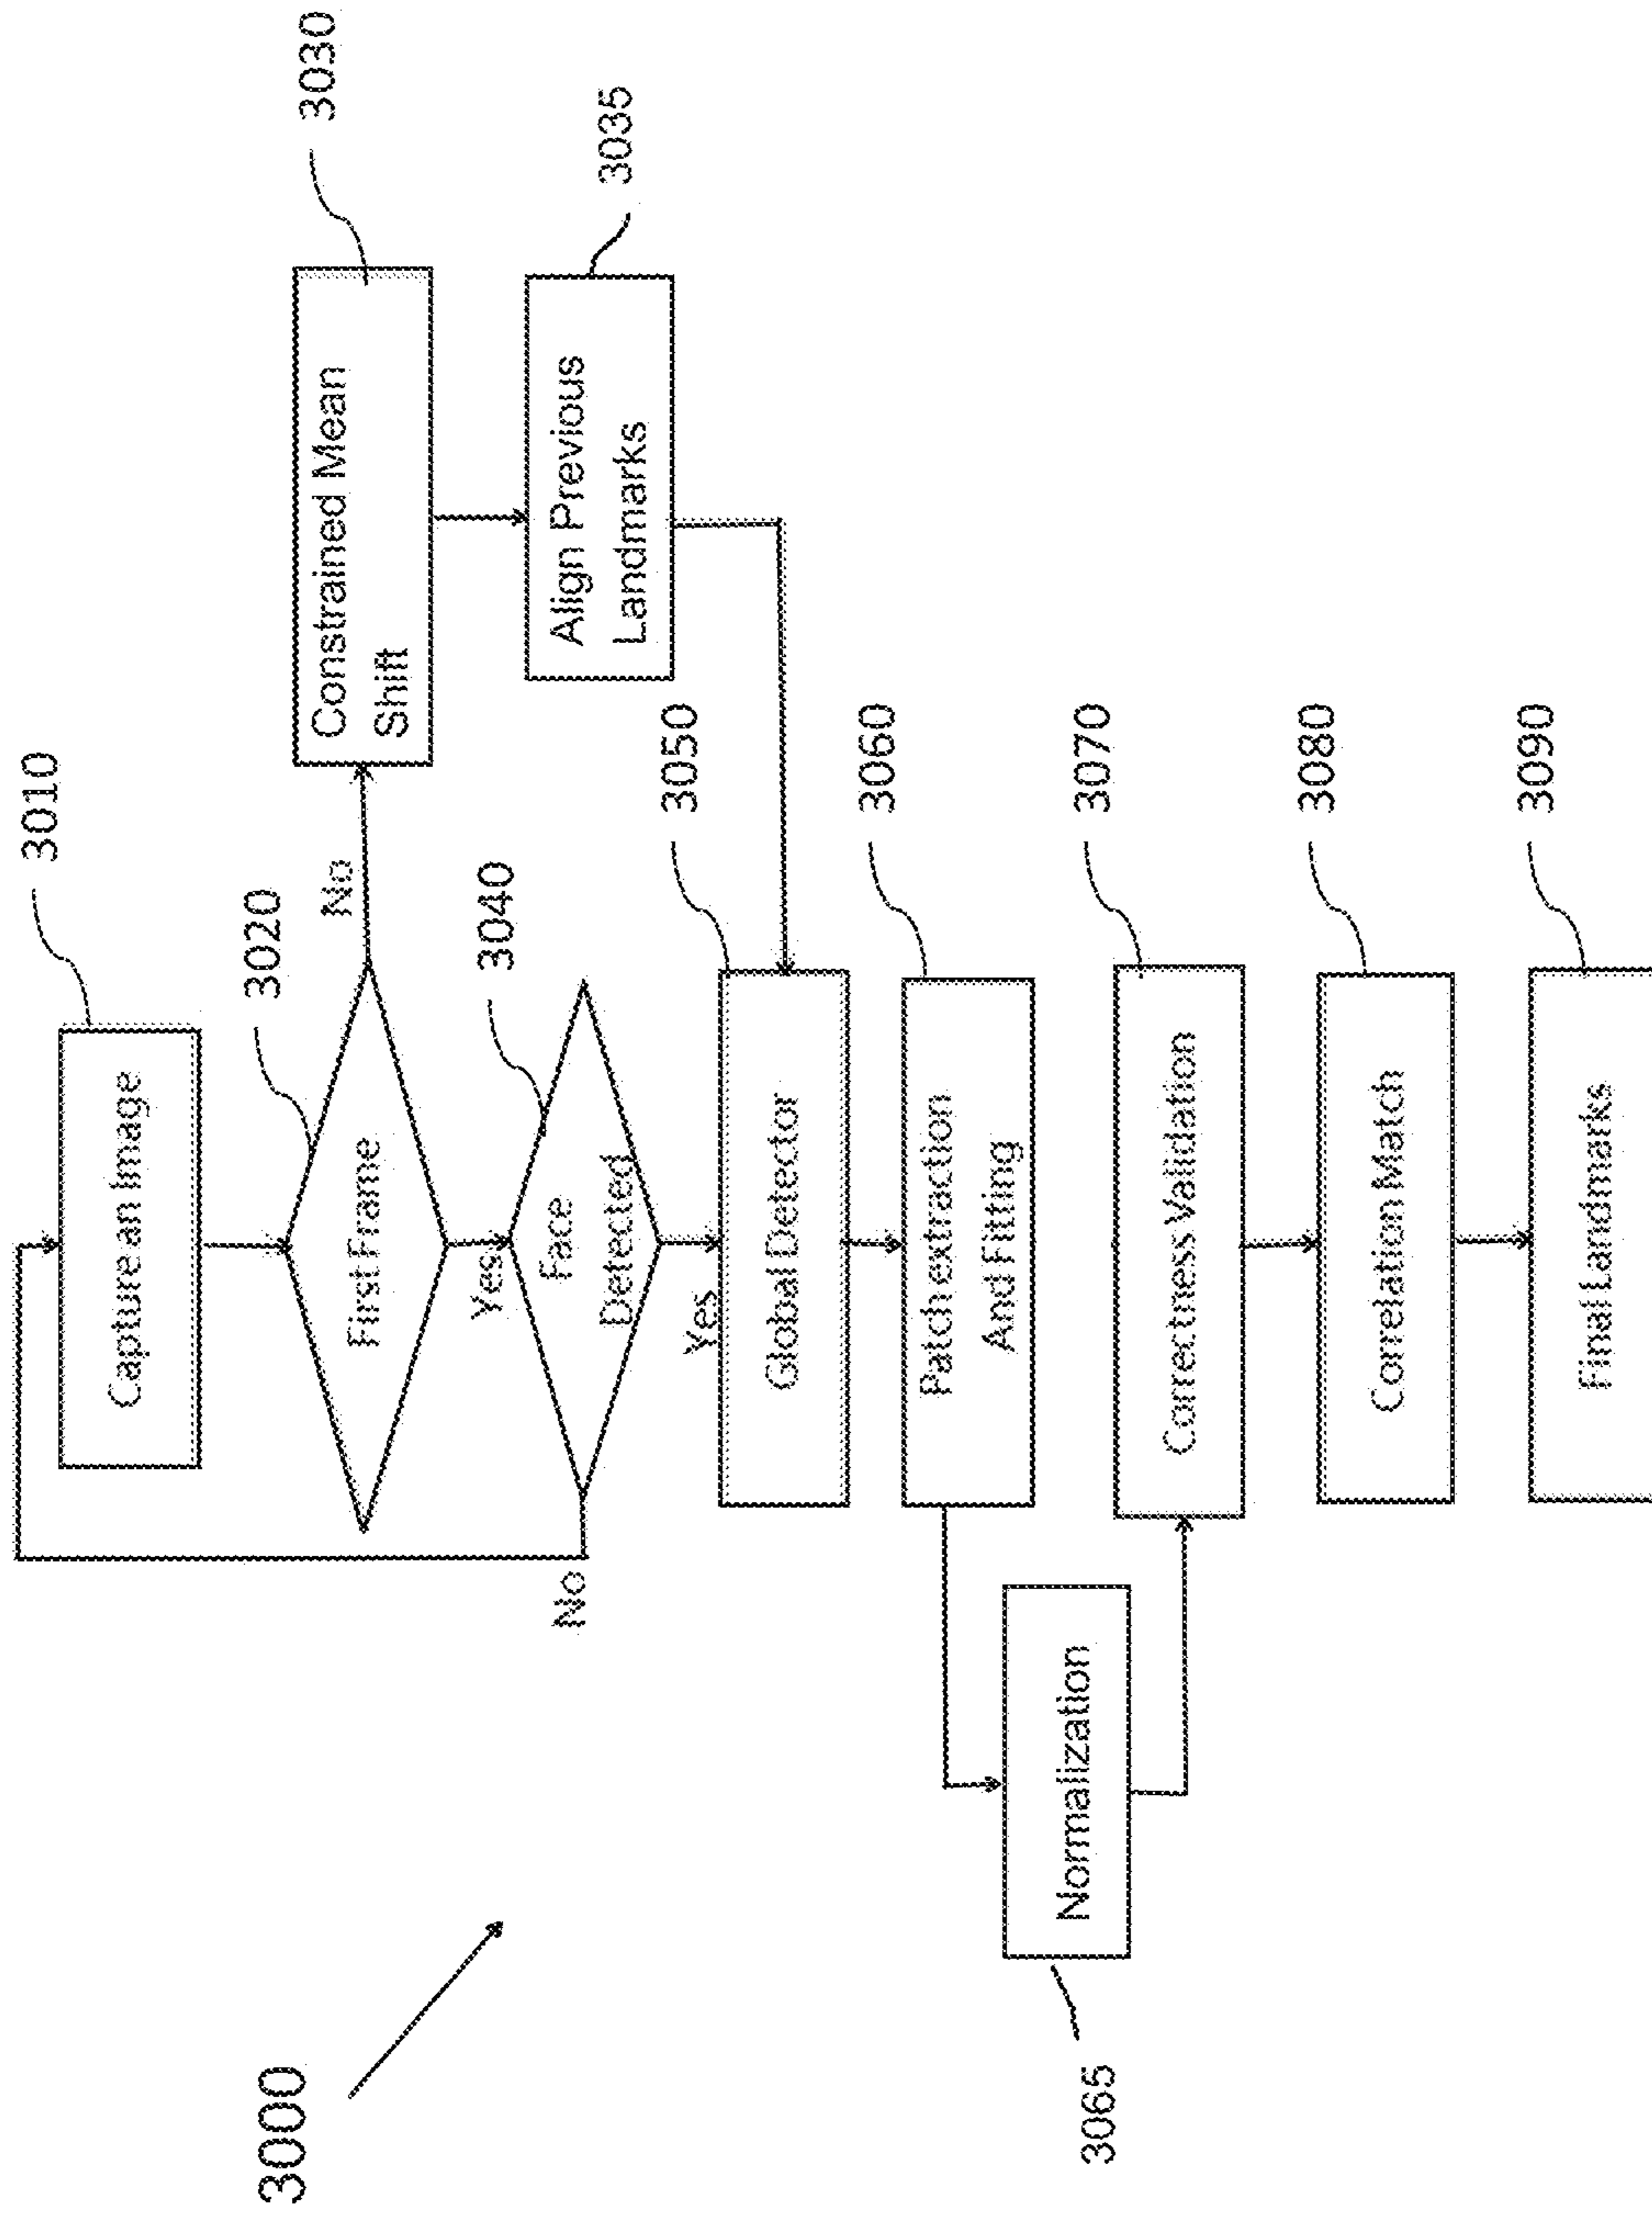 3000
3010
Capture an Image
3020
First Frame
No
Yes
3030
Constrained Mean
Shift
3035
Align Previous
Landmarks
3040
Face
Detected
No
Yes
3050
Global Detector
3060
Patch extraction
And Fitting
3065
Normalization
3070
Correctness Validation
3080
Correlation Match
3090
Final Landmarks